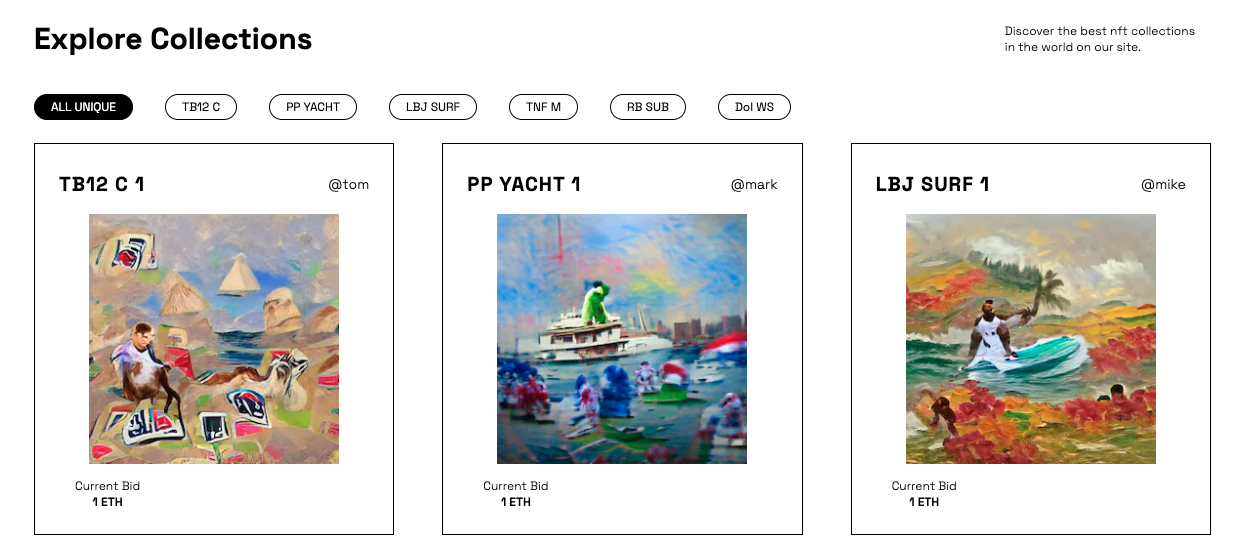 Explore Collections
Discover the best nft collections
in the world on our site.
ALL UNIQUE
TB12 C
PP YACHT
LBJ SURF
TNF M
RB SUB
Dol WS
TB12 C 1
@tom
PP YACHT 1
@mark
LBJ SURF 1
@mike
Current Bid
1 ETH
Current Bid
1 ETH
Current Bid
1 ETH